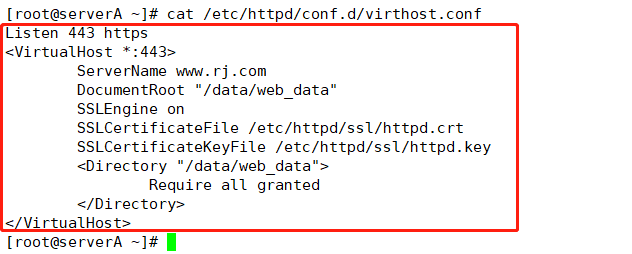 [root@serverA ~]# cat /etc/httpd/conf.d/virthost.conf
Listen 443 https
<VirtualHost *:443>
        ServerName www.rj.com
        DocumentRoot "/data/web_data"
        SSLEngine on
        SSLCertificateFile /etc/httpd/ssl/httpd.crt
        SSLCertificateKeyFile /etc/httpd/ssl/httpd.key
        <Directory "/data/web_data">
                Require all granted
        </Directory>
</VirtualHost>
[root@serverA ~]#